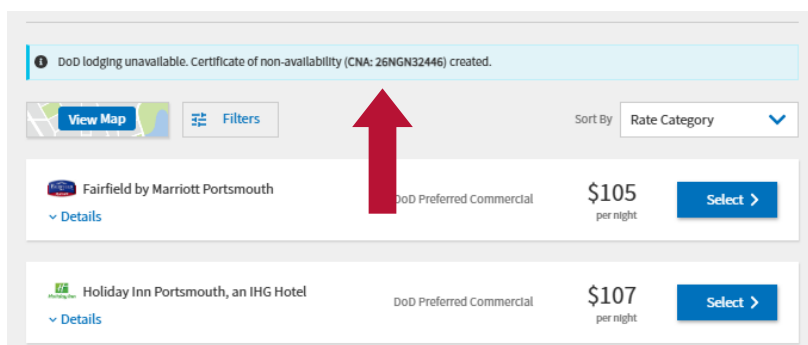 DoD lodging unavailable. Certificate of non-availability (CNA: 26NGN32446) created.
View Map Filters Sort By Rate Category
Fairfield by Marriott Portsmouth
DoD Preferred Commercial
$105
per night
Select
Details
Holiday Inn Portsmouth, an IHG Hotel
DoD Preferred Commercial
$107
per night
Select
Details